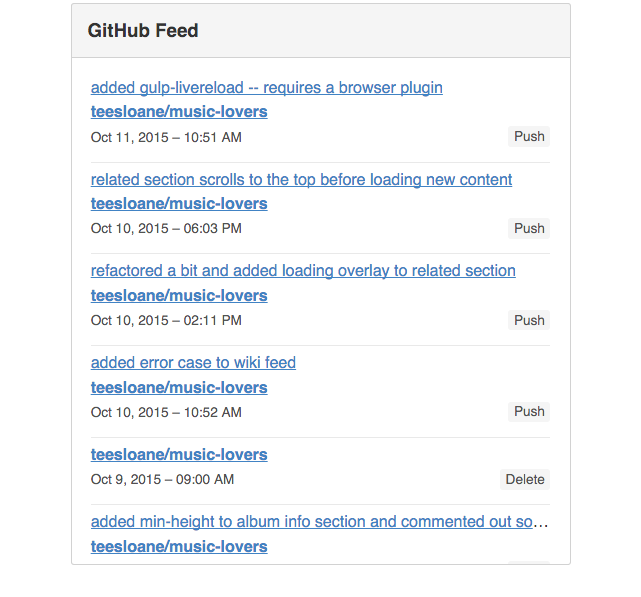 GitHub Feed
added gulp-livereload -- requires a browser plugin
teesloane/music-lovers
Oct 11, 2015 – 10:51 AM
Push
related section scrolls to the top before loading new content
teesloane/music-lovers
Oct 10, 2015 – 06:03 PM
Push
refactored a bit and added loading overlay to related section
teesloane/music-lovers
Oct 10, 2015 – 02:11 PM
Push
added error case to wiki feed
teesloane/music-lovers
Oct 10, 2015 – 10:52 AM
Push
teesloane/music-lovers
Oct 9, 2015 – 09:00 AM
Delete
added min-height to album info section and commented out so…
teesloane/music-lovers